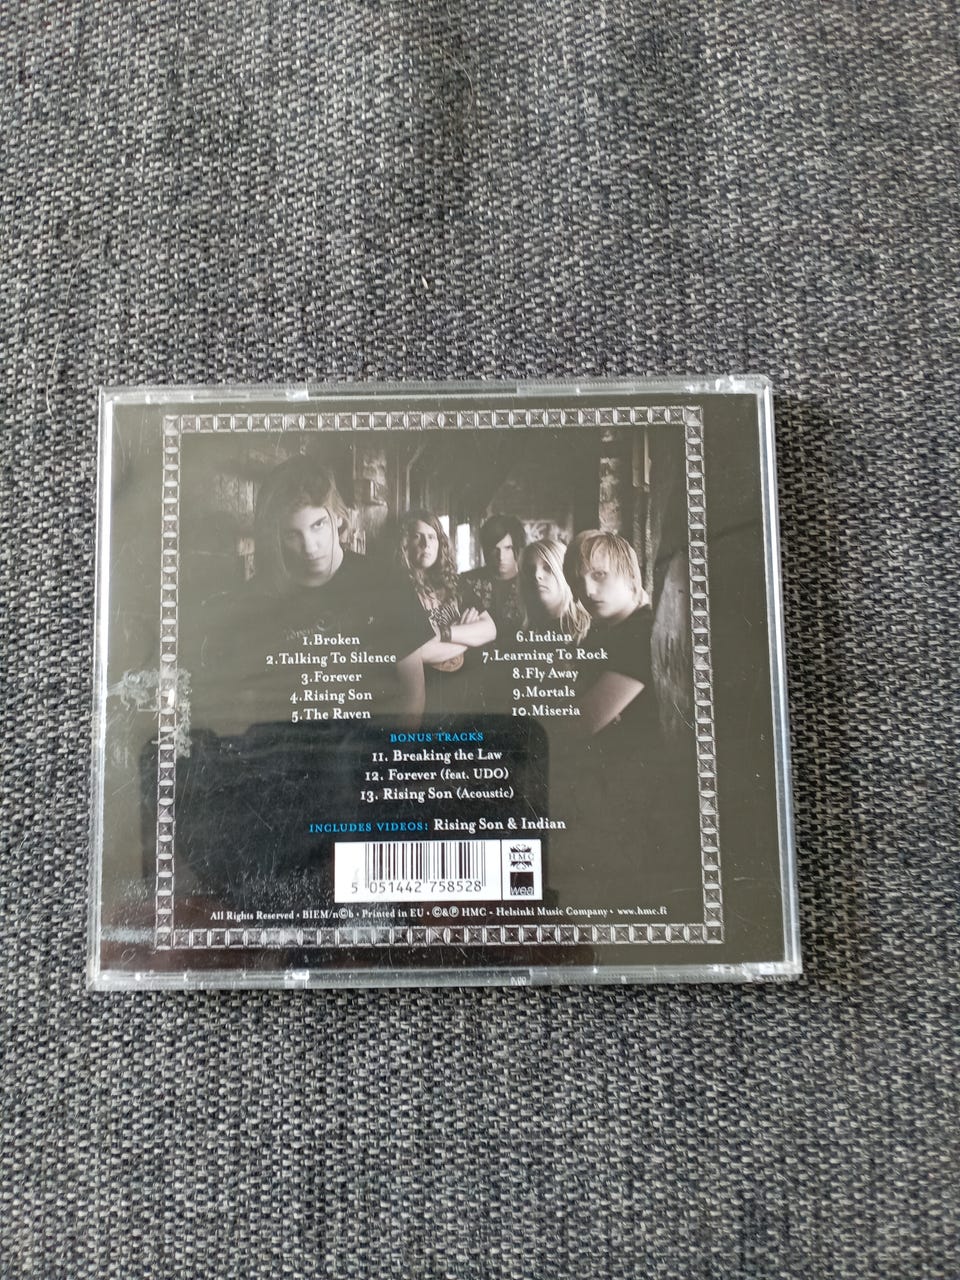 1.Broken
2.Talking To Silence
3.Forever
4.Rising Son
5.The Raven
6.Indian
7.Learning To Rock
8.Fly Away
9.Mortals
10.Miseria
BONUS TRACKS
11. Breaking the Law
12. Forever (feat. UDO)
13. Rising Son (Acoustic)
INCLUDES VIDEOS: Rising Son & Indian
5 051442 758528
HMC
wea
All Rights Reserved • BIEM/n©b • Printed in EU • ©&℗ HMC - Helsinki Music Company • www.hmc.fi